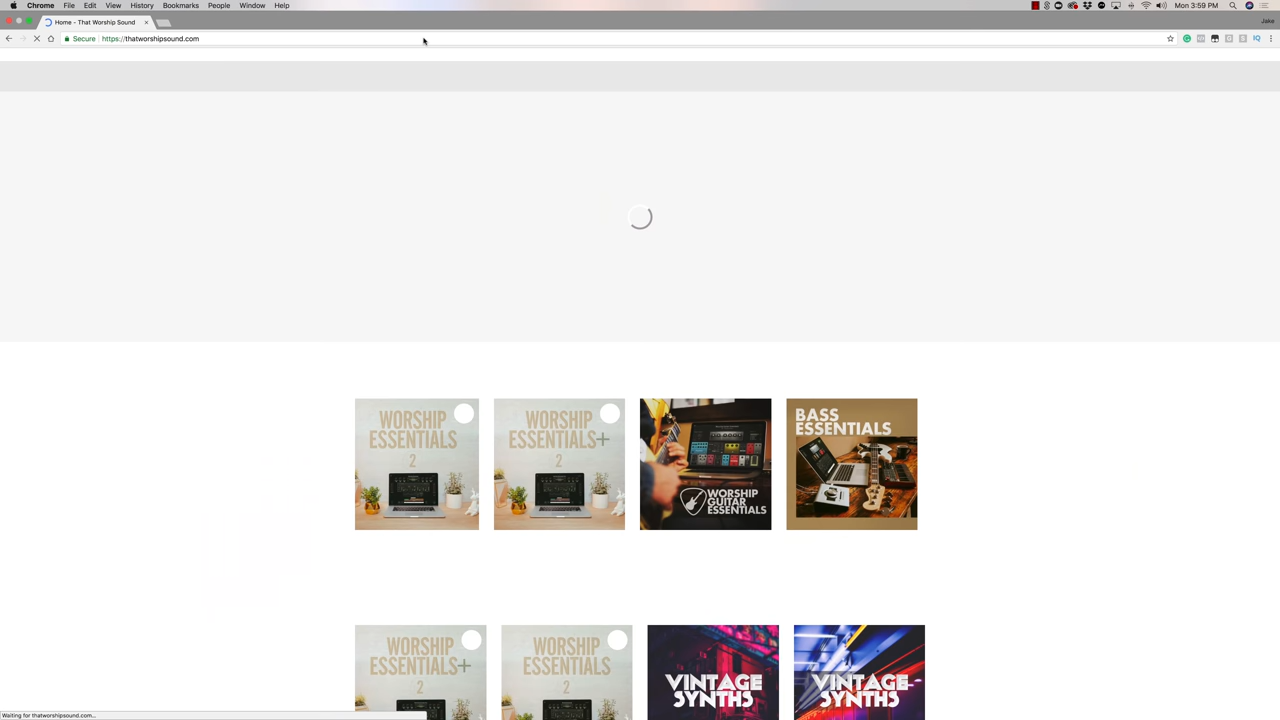 Chrome File Edit View History Bookmarks People Window Help
Mon 3:59 PM
Home - That Worship Sound
Jake
Secure https://thatworshipsound.com
IQ
WORSHIP
ESSENTIALS
2
WORSHIP
ESSENTIALS+
2
WORSHIP
GUITAR
ESSENTIALS
BASS
ESSENTIALS
WORSHIP
ESSENTIALS+
2
WORSHIP
ESSENTIALS
2
VINTAGE
SYNTHS
VINTAGE
SYNTHS
Waiting for thatworshipsound.com...